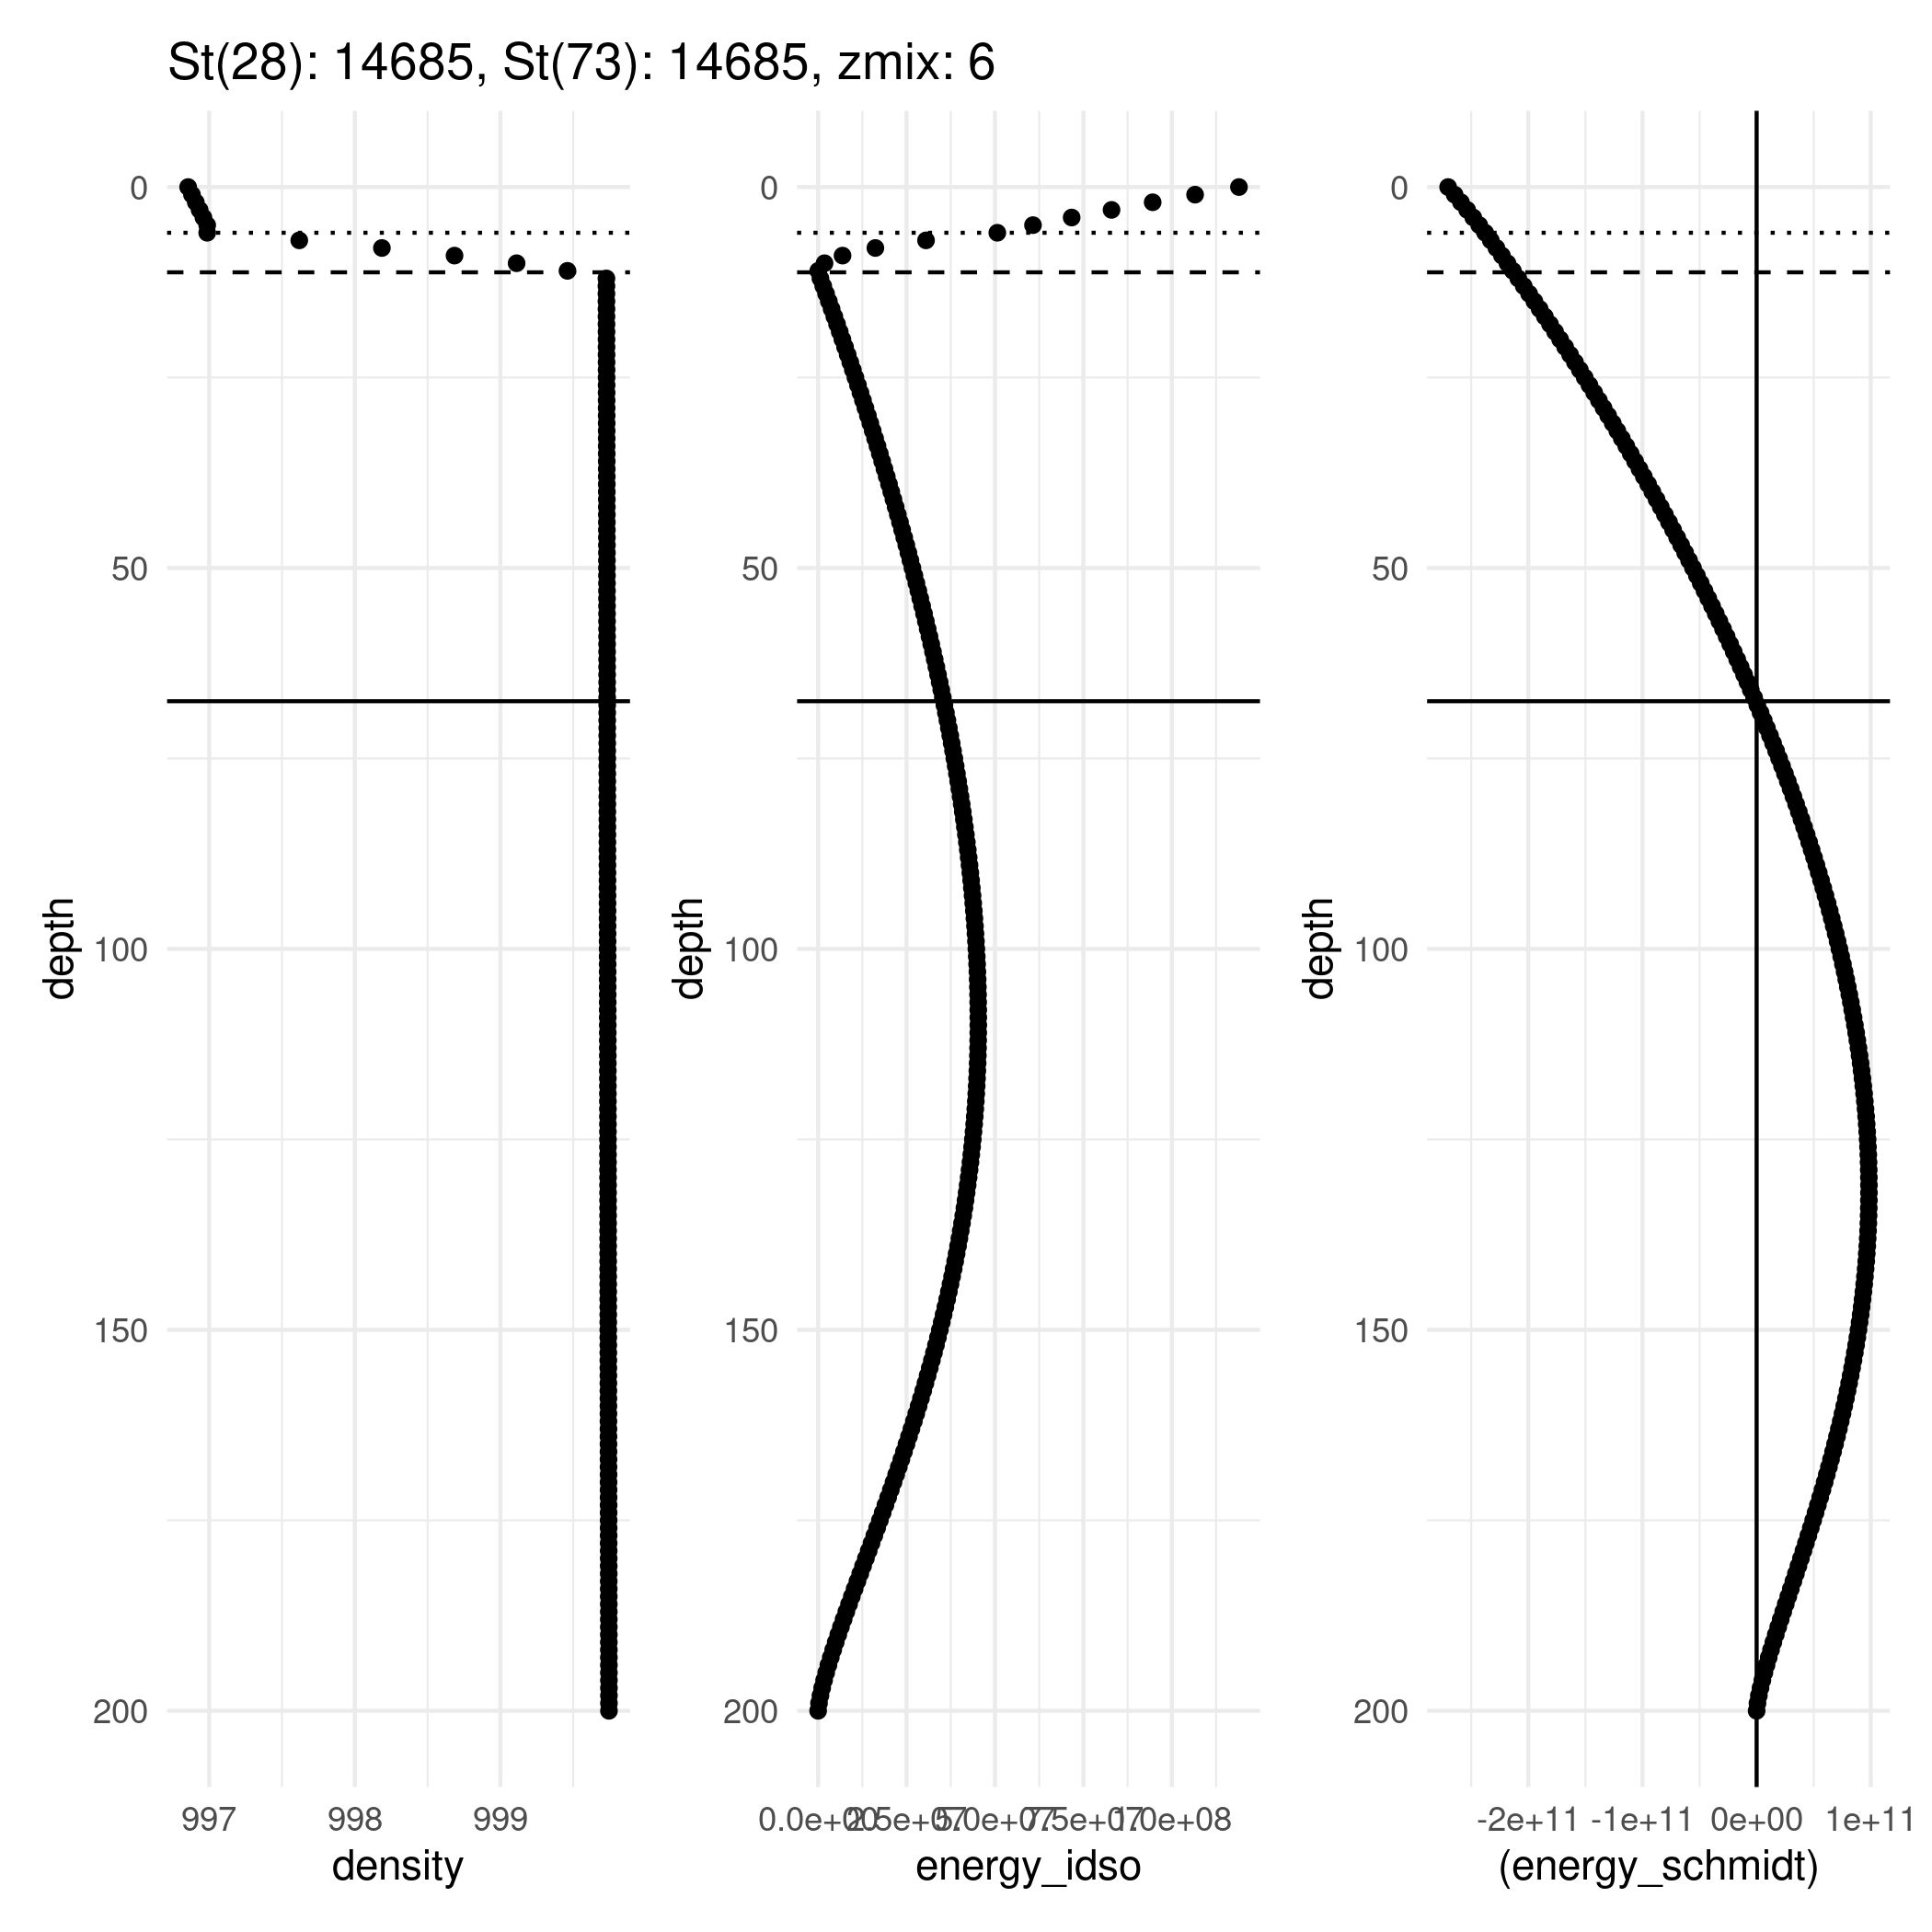 St(28): 14685, St(73): 14685, zmix: 6
0
50
100
150
200
depth
997 998 999
density
0
50
100
150
200
depth
0.0e+00 2.5e+07 5.0e+07 7.5e+07 1.0e+08
energy_idso
0
50
100
150
200
depth
-2e+11 -1e+11 0e+00 1e+11
(energy_schmidt)